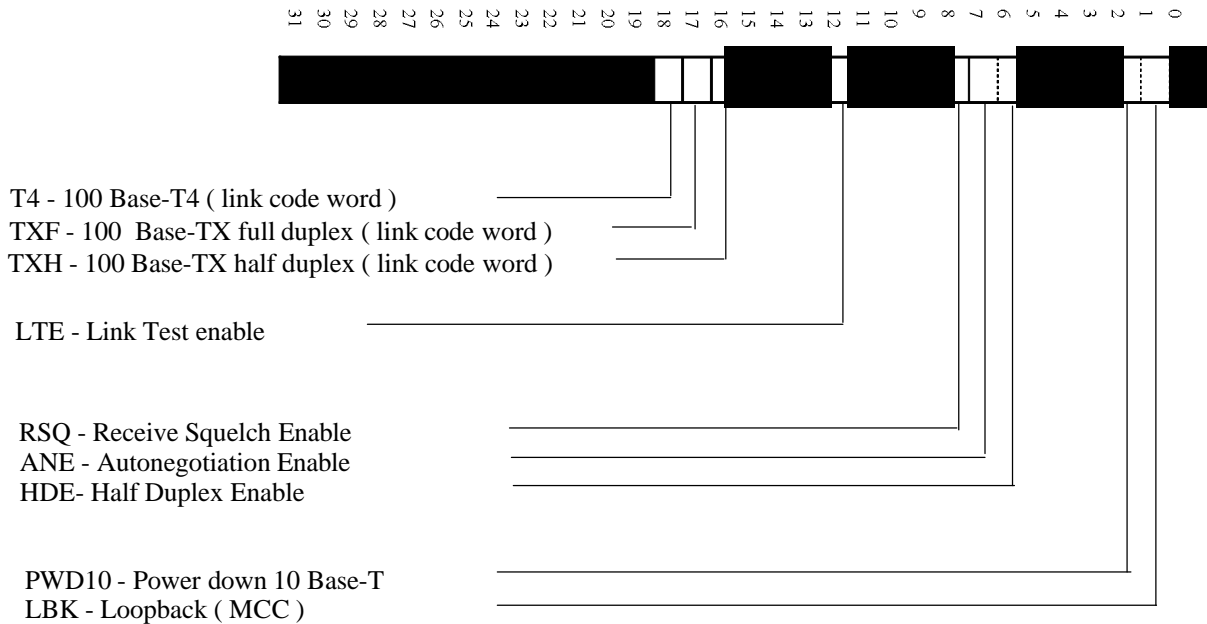 31 30 29 28 27 26 25 24 23 22 21 20 19 18 17 16 15 14 13 12 11 10 9 8 7 6 5 4 3 2 1 0
T4 - 100 Base-T4 ( link code word )
TXF - 100 Base-TX full duplex ( link code word )
TXH - 100 Base-TX half duplex ( link code word )
LTE - Link Test enable
RSQ - Receive Squelch Enable
ANE - Autonegotiation Enable
HDE- Half Duplex Enable
PWD10 - Power down 10 Base-T
LBK - Loopback ( MCC )